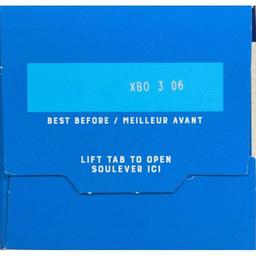 XBO 3 06
BEST BEFORE / MEILLEUR AVANT
LIFT TAB TO OPEN
SOULEVER ICI